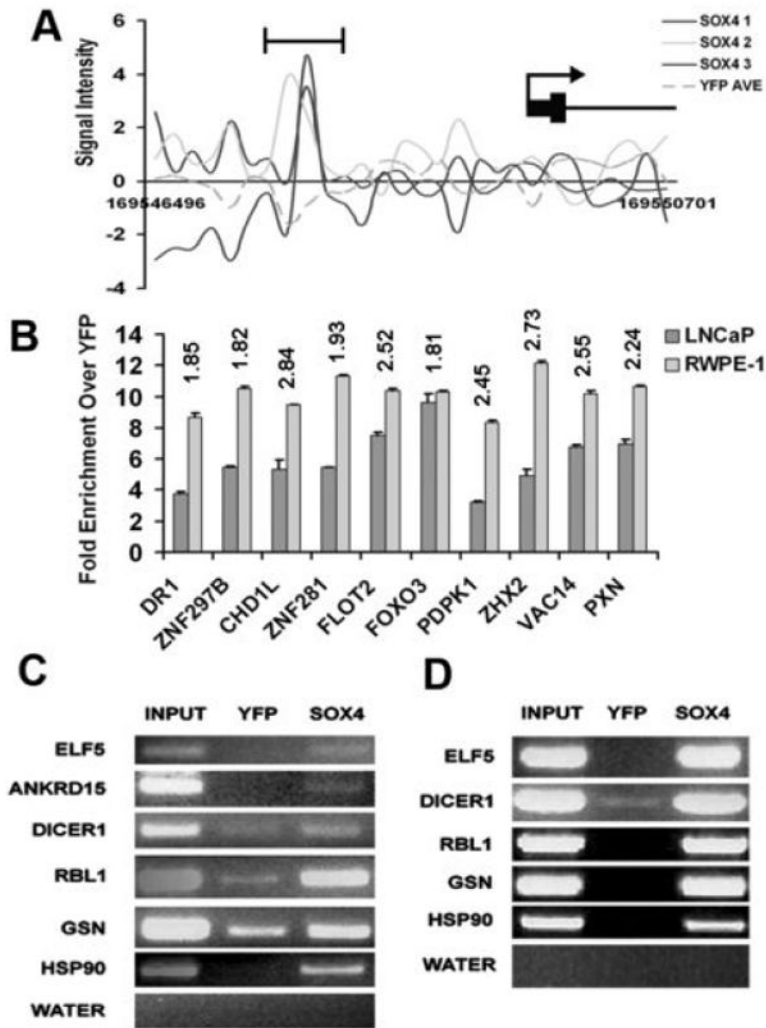 A
Signal Intensity
6
4
2
0
-2
-4
169546496
169550701
SOX4 1
SOX4 2
SOX4 3
YFP AVE
B
Fold Enrichment Over YFP
14
12
10
8
6
4
2
0
1.85
1.82
2.84
1.93
2.52
1.81
2.45
2.73
2.55
2.24
LNCaP
RWPE-1
DR1
ZNF297B
CHD1L
ZNF281
FLOT2
FOXO3
PDPK1
ZHX2
VAC14
PXN
C
INPUT YFP SOX4
ELF5
ANKRD15
DICER1
RBL1
GSN
HSP90
WATER
D
INPUT YFP SOX4
ELF5
DICER1
RBL1
GSN
HSP90
WATER